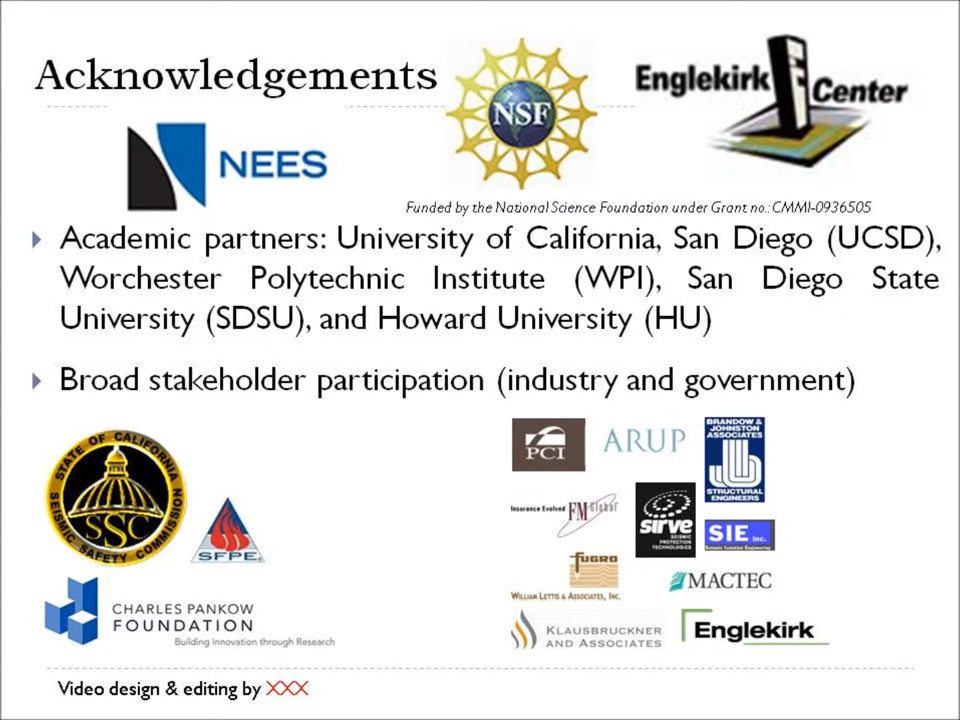 Acknowledgements
NSF
Englekirk Center
NEES
Funded by the National Science Foundation under Grant no.: CMMI-0936505
Academic partners: University of California, San Diego (UCSD),
Worchester Polytechnic Institute (WPI), San Diego State
University (SDSU), and Howard University (HU)
Broad stakeholder participation (industry and government)
STATE OF CALIFORNIA
SSC
SEISMIC SAFETY COMMISSION
SFPE
CHARLES PANKOW
FOUNDATION
Building Innovation through Research
PCI
ARUP
BRANDOW &
JOHNSTON
ASSOCIATES
STRUCTURAL
ENGINEERS
Insurance Evolved FM Global
sirve
SEISMIC
PROTECTION
TECHNOLOGIES
SIE inc.
Seismic Isolation Engineering
FUGRO
WILLIAM LETTIS & ASSOCIATES, INC.
MACTEC
KLAUSBRUCKNER
AND ASSOCIATES
Englekirk
Video design & editing by XXX